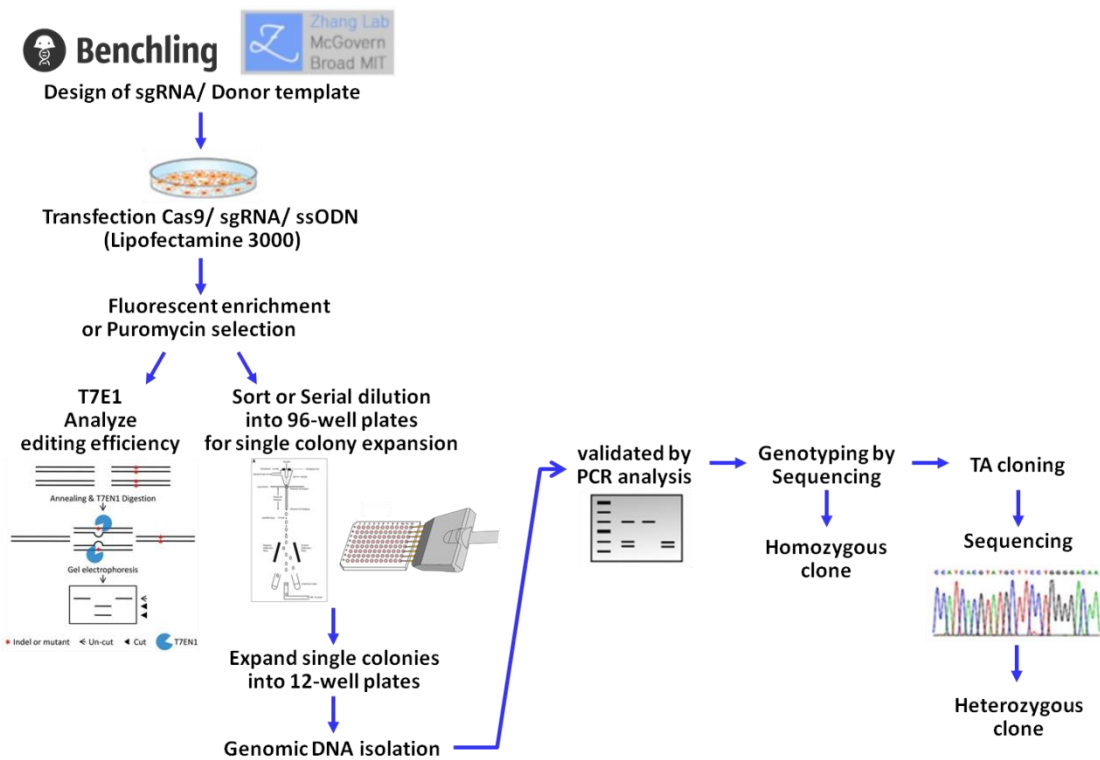 Benchling
Zhang Lab
McGovern
Broad MIT
Design of sgRNA/ Donor template
Transfection Cas9/ sgRNA/ ssODN
(Lipofectamine 3000)
Fluorescent enrichment
or Puromycin selection
T7E1
Analyze
editing efficiency
Annealing & T7EN1 Digestion
Gel electrophoresis
Indel or mutant
Un-cut
Cut
T7EN1
Sort or Serial dilution
into 96-well plates
for single colony expansion
Expand single colonies
into 12-well plates
Genomic DNA isolation
validated by
PCR analysis
Genotyping by
Sequencing
Homozygous
clone
TA cloning
Sequencing
Heterozygous
clone